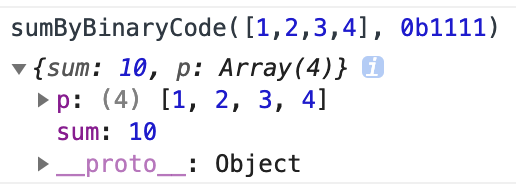 sumByBinaryCode([1,2,3,4], 0b1111)
▼{sum: 10, p: Array(4)} i
▶p: (4) [1, 2, 3, 4]
sum: 10
▶__proto__: Object